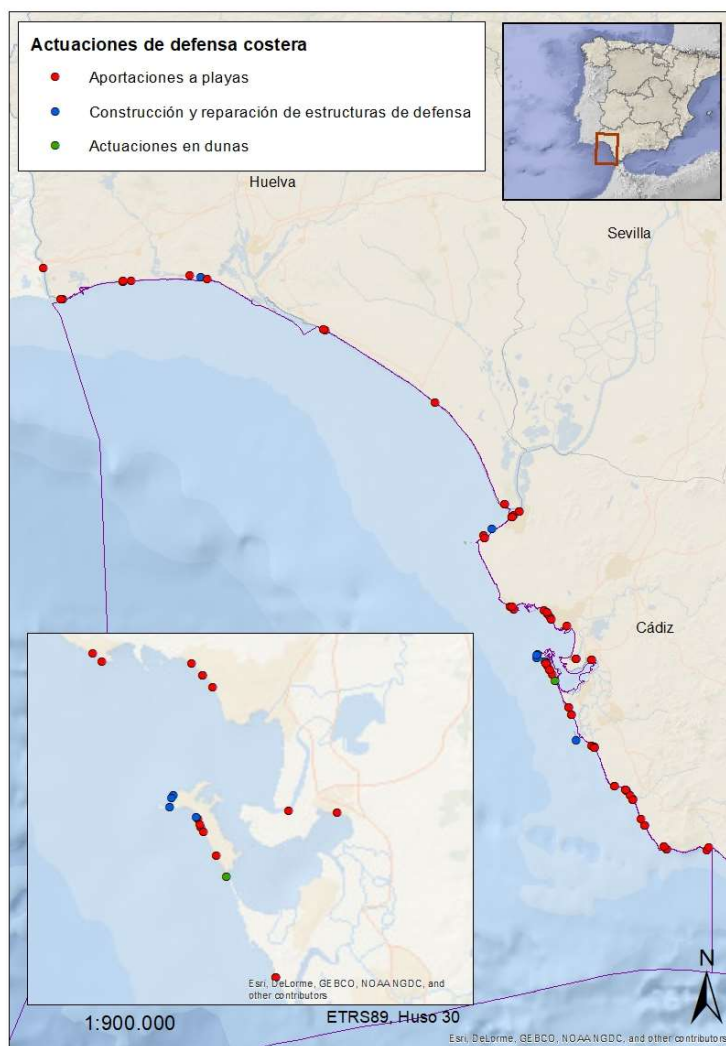 Actuaciones de defensa costera
Aportaciones a playas
Construcción y reparación de estructuras de defensa
Actuaciones en dunas
Huelva
Sevilla
Cádiz
Esri, DeLorme, GEBCO, NOAA NGDC, and
other contributors
1:900.000
ETRS89, Huso 30
N
Esri, DeLorme, GEBCO, NOAA NGDC, and other contributors